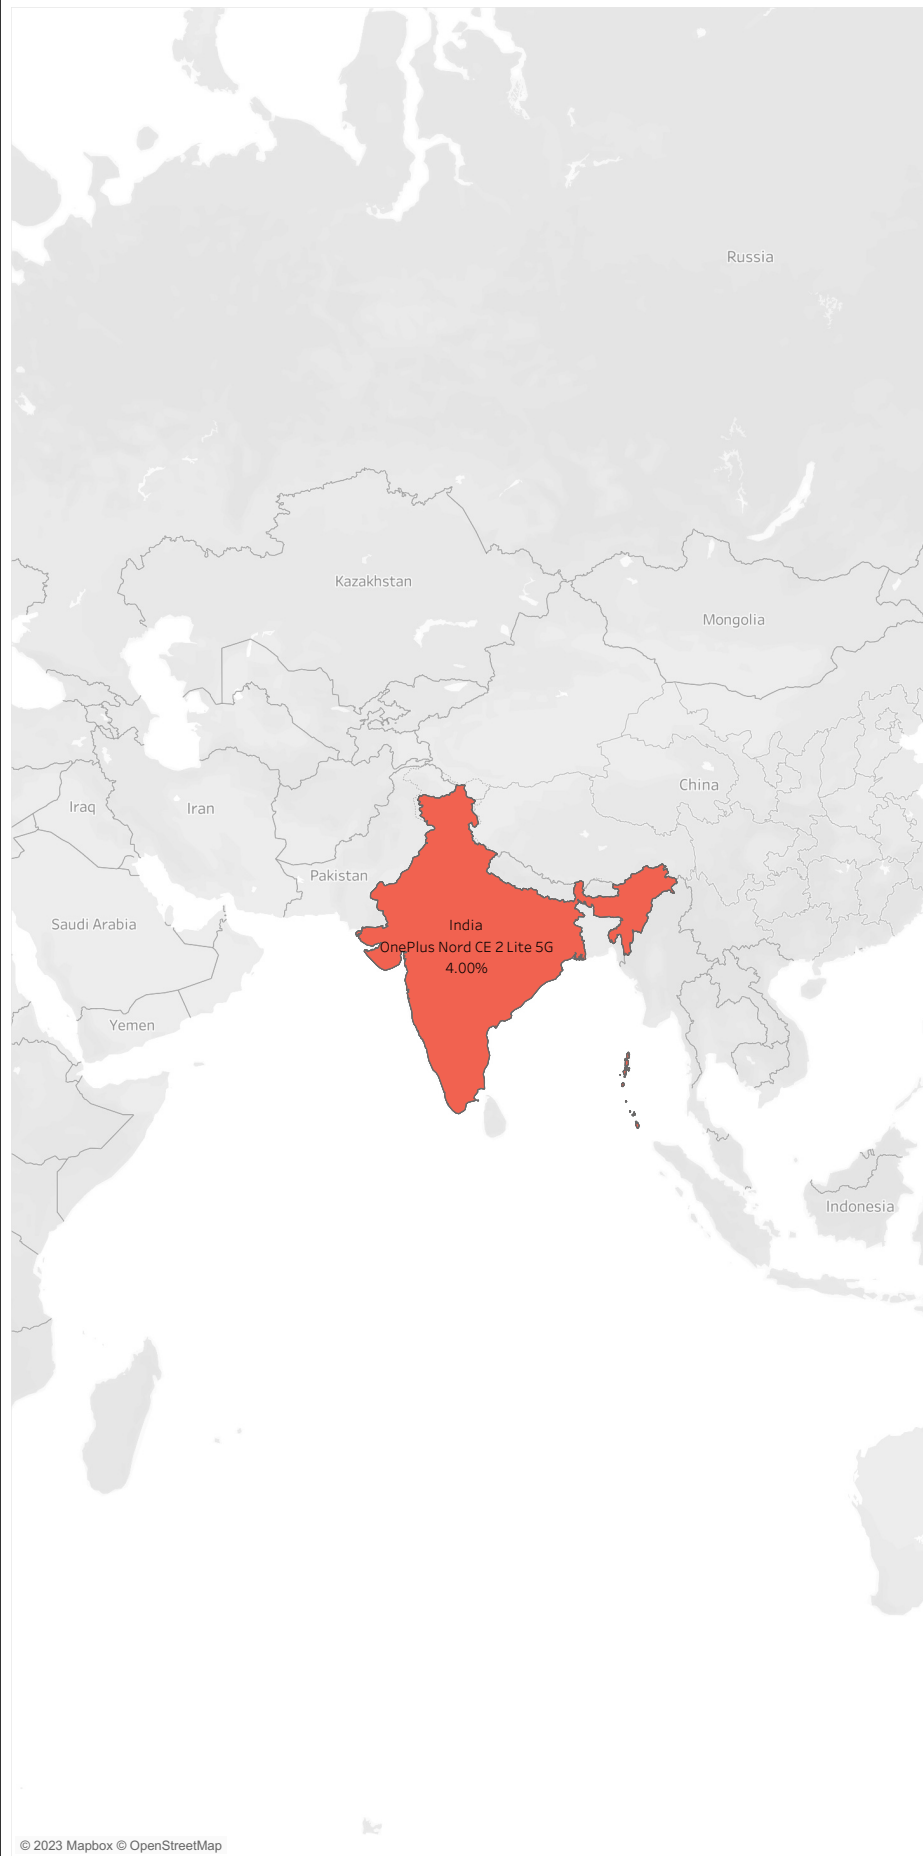 Russia
Kazakhstan
Mongolia
China
Iraq
Iran
Pakistan
Saudi Arabia
India
OnePlus Nord CE 2 Lite 5G
4.00%
Yemen
Indonesia
© 2023 Mapbox © OpenStreetMap